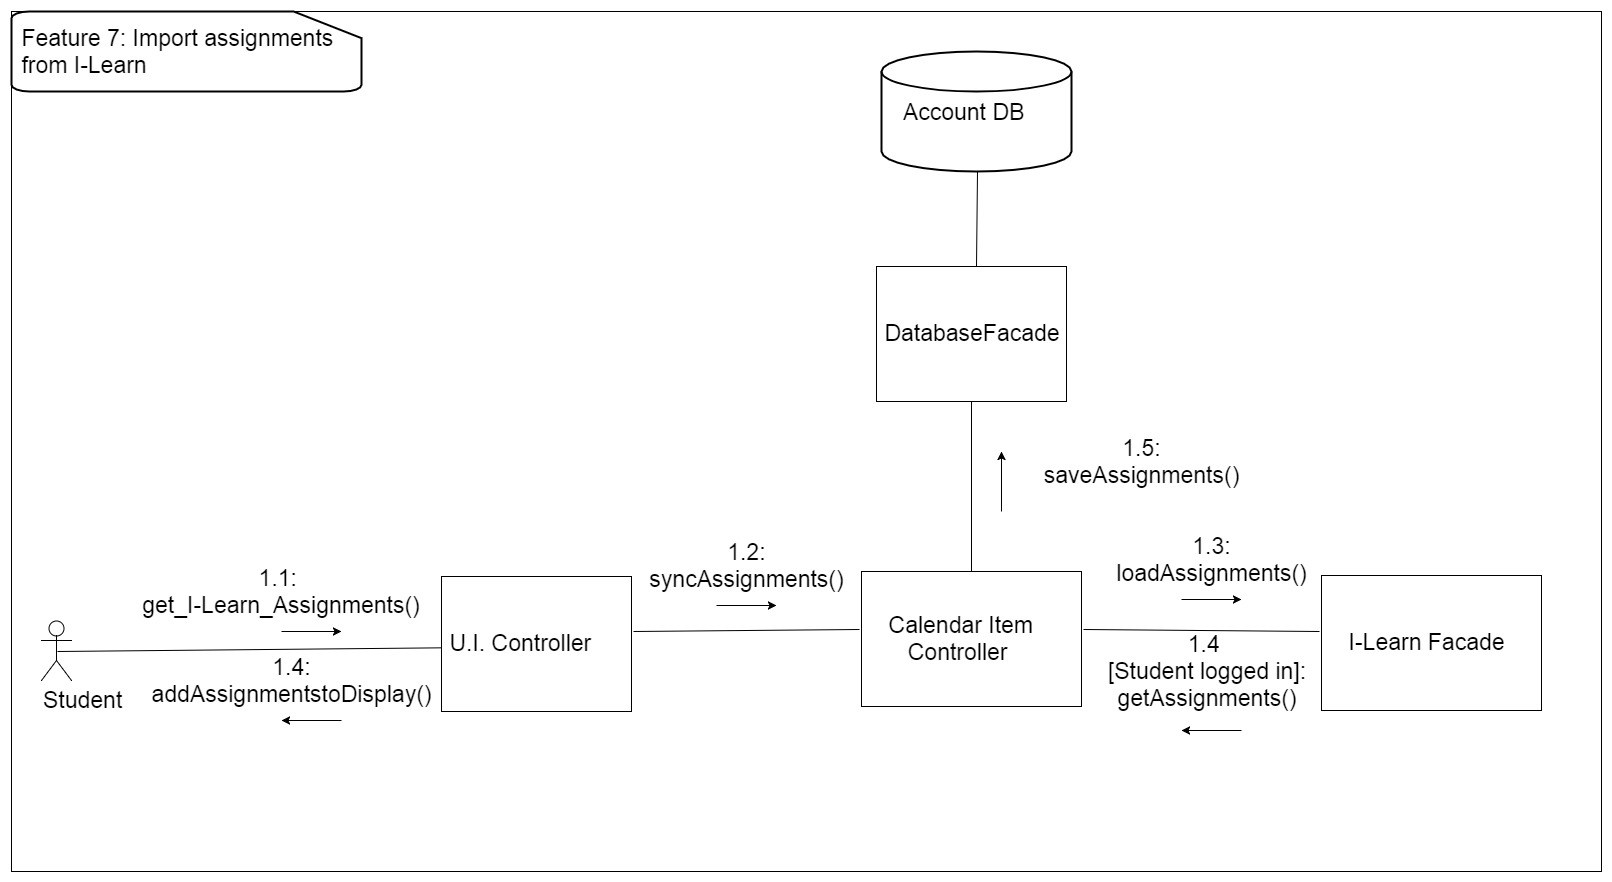 Feature 7: Import assignments
from I-Learn
Account DB
DatabaseFacade
1.5:
saveAssignments()
1.1:
get_I-Learn_Assignments()
1.2:
syncAssignments()
1.3:
loadAssignments()
Student
U.I. Controller
Calendar Item
Controller
I-Learn Facade
1.4:
addAssignmentstoDisplay()
1.4
[Student logged in]:
getAssignments()